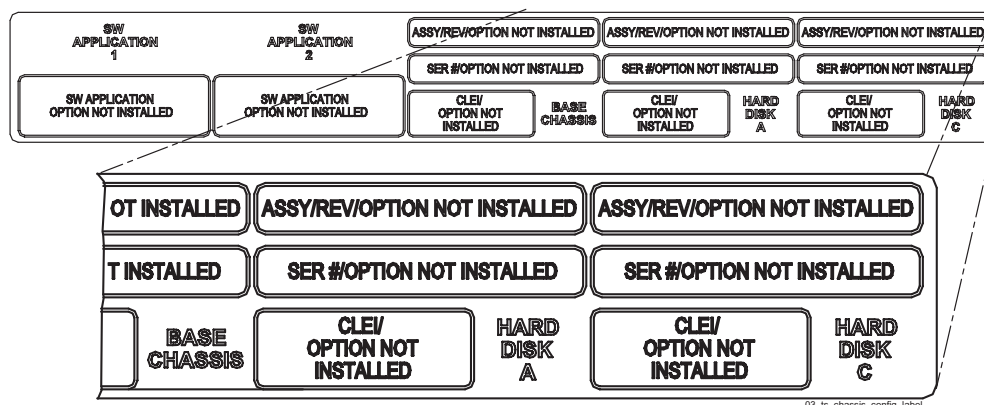 SW
APPLICATION
1
SW
APPLICATION
2
SW APPLICATION
OPTION NOT INSTALLED
SW APPLICATION
OPTION NOT INSTALLED
ASSY/REV/OPTION NOT INSTALLED
ASSY/REV/OPTION NOT INSTALLED
ASSY/REV/OPTION NOT INSTALLED
SER #/OPTION NOT INSTALLED
SER #/OPTION NOT INSTALLED
SER #/OPTION NOT INSTALLED
CLEI/
OPTION NOT
INSTALLED
BASE
CHASSIS
CLEI/
OPTION NOT
INSTALLED
HARD
DISK
A
CLEI/
OPTION NOT
INSTALLED
HARD
DISK
C
OT INSTALLED
ASSY/REV/OPTION NOT INSTALLED
ASSY/REV/OPTION NOT INSTALLED
T INSTALLED
SER #/OPTION NOT INSTALLED
SER #/OPTION NOT INSTALLED
BASE
CHASSIS
CLEI/
OPTION NOT
INSTALLED
HARD
DISK
A
CLEI/
OPTION NOT
INSTALLED
HARD
DISK
C
03_ts_chassis_config_label